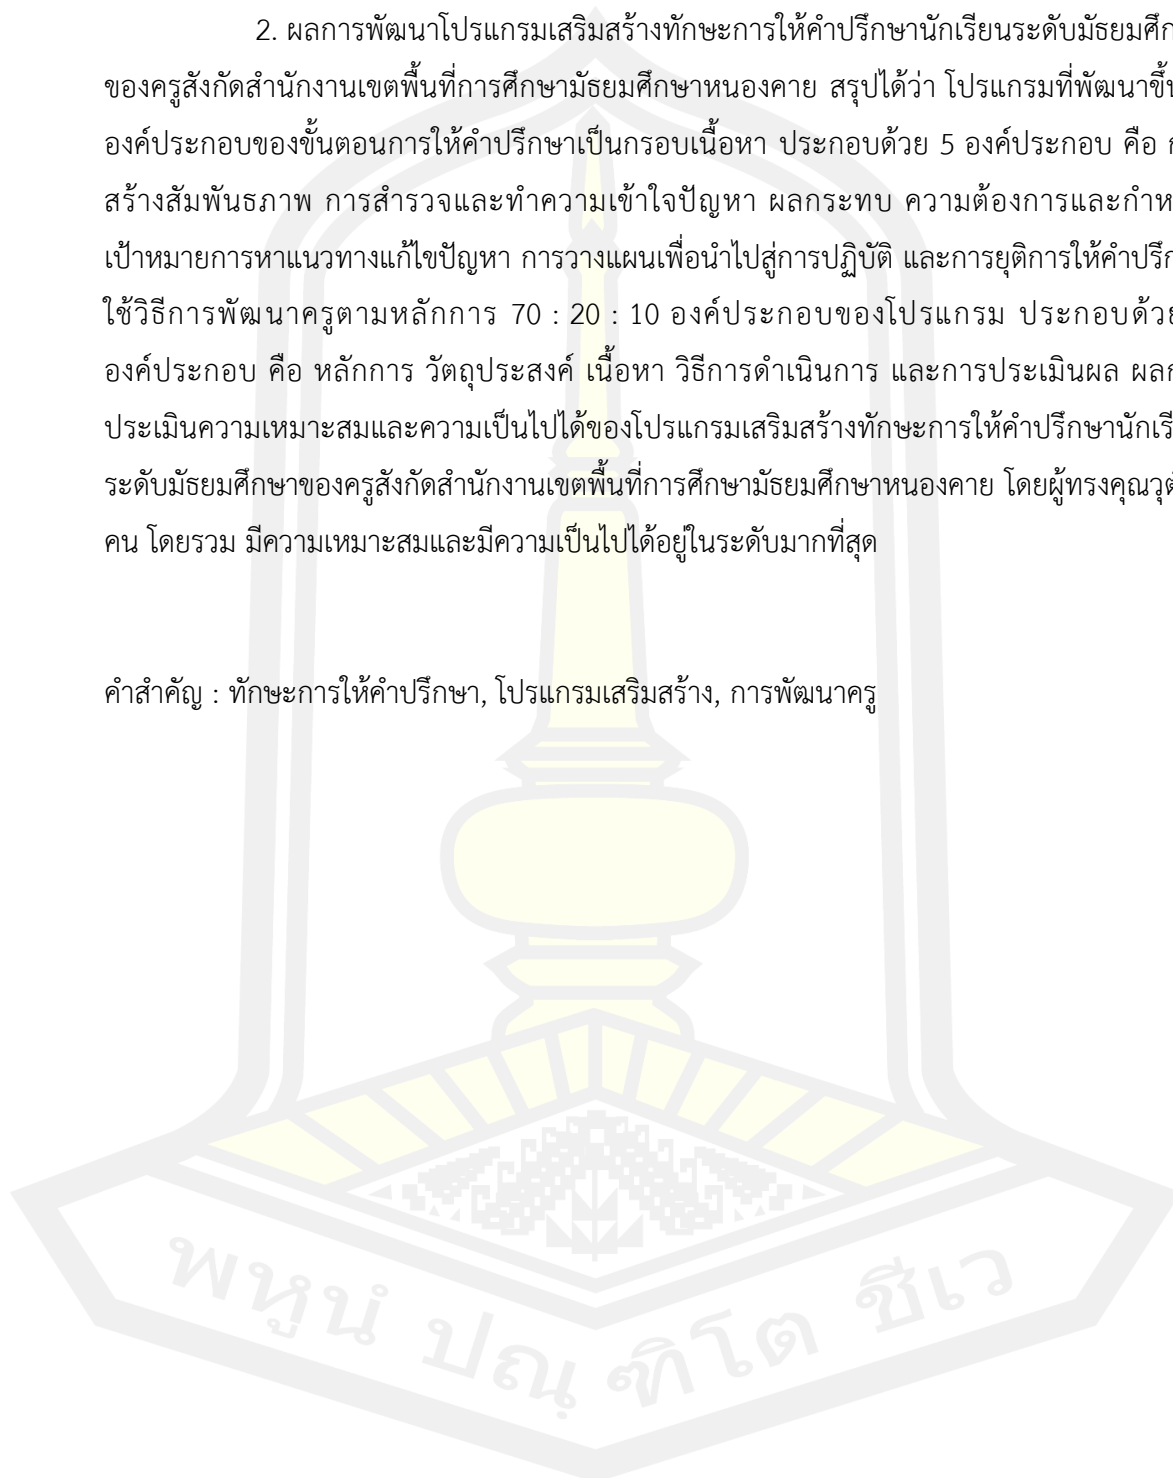 2. ผลการพัฒนาโปรแกรมเสริมสร้างทักษะการให้คำปรึกษานักเรียนระดับมัธยมศึก
ของครูสังกัดสำนักงานเขตพื้นที่การศึกษามัธยมศึกษาหนองคาย สรุปได้ว่า โปรแกรมที่พัฒนาขึ้น
องค์ประกอบของขั้นตอนการให้คำปรึกษาเป็นกรอบเนื้อหา ประกอบด้วย 5 องค์ประกอบ คือ
สร้างสัมพันธภาพ การสำรวจและทำความเข้าใจปัญหา ผลกระทบ ความต้องการและกำห
เป้าหมายการหาแนวทางแก้ไขปัญหา การวางแผนเพื่อนำไปสู่การปฏิบัติ และการยุติการให้คำปรึก
ใช้วิธีการพัฒนาครูตามหลักการ 70 : 20 : 10 องค์ประกอบของโปรแกรม ประกอบด้วย
องค์ประกอบ คือ หลักการ วัตถุประสงค์ เนื้อหา วิธีการดำเนินการ และการประเมินผล ผลก
ประเมินความเหมาะสมและความเป็นไปได้ของโปรแกรมเสริมสร้างทักษะการให้คำปรึกษานักเรี
ระดับมัธยมศึกษาของครูสังกัดสำนักงานเขตพื้นที่การศึกษามัธยมศึกษาหนองคาย โดยผู้ทรงคุณวุ
คน โดยรวม มีความเหมาะสมและมีความเป็นไปได้อยู่ในระดับมากที่สุด
คำสำคัญ : ทักษะการให้คำปรึกษา, โปรแกรมเสริมสร้าง, การพัฒนาครู
พหูนํ ปณฺฑิโต ชีเว